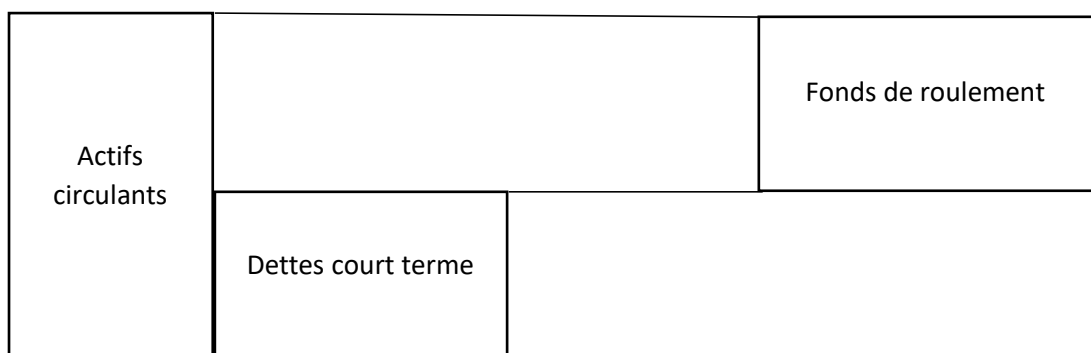 Fonds de roulement
Actifs
circulants
Dettes court terme